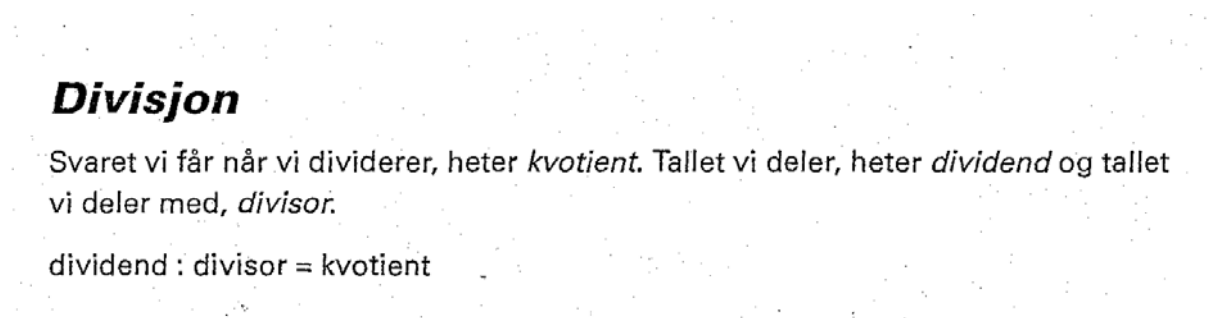 Divisjon
Svaret vi får når vi dividerer, heter kvotient. Tallet vi deler, heter dividend og tallet
vi deler med, divisor.
dividend : divisor = kvotient